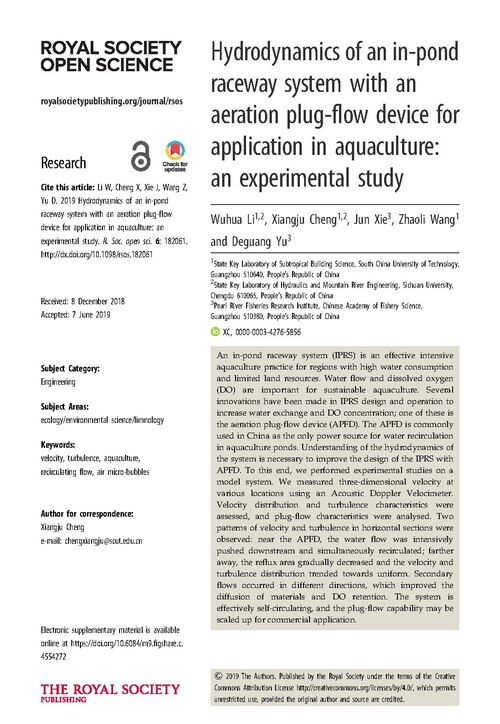 ROYAL SOCIETY
OPEN SCIENCE
royalsocietypublishing.org/journal/rsos
Research
Check for
updates
Cite this article: Li W, Cheng X, Xie J, Wang Z,
Yu D. 2019 Hydrodynamics of an in-pond
raceway system with an aeration plug-flow
device for application in aquaculture: an
experimental study. R. Soc. open sci. 6: 182061.
http://dx.doi.org/10.1098/rsos.182061
Received: 8 December 2018
Accepted: 7 June 2019
Subject Category:
Engineering
Subject Areas:
ecology/environmental science/limnology
Keywords:
velocity, turbulence, aquaculture,
recirculating flow, air micro-bubbles
Author for correspondence:
Xiangju Cheng
e-mail: chengxiangju@scut.edu.cn
Electronic supplementary material is available
online at https://doi.org/10.6084/m9.figshare.c.
4554272
THE ROYAL SOCIETY
PUBLISHING
Hydrodynamics of an in-pond
raceway system with an
aeration plug-flow device for
application in aquaculture:
an experimental study
Wuhua Li1,2, Xiangju Cheng1,2, Jun Xie3, Zhaoli Wang1
and Deguang Yu3
1State Key Laboratory of Subtropical Building Science, South China University of Technology,
Guangzhou 510640, People's Republic of China
2State Key Laboratory of Hydraulics and Mountain River Engineering, Sichuan University,
Chengdu 610065, People's Republic of China
3Pearl River Fisheries Research Institute, Chinese Academy of Fishery Science,
Guangzhou 510380, People's Republic of China
iD XC, 0000-0003-4276-5856
An in-pond raceway system (IPRS) is an effective intensive
aquaculture practice for regions with high water consumption
and limited land resources. Water flow and dissolved oxygen
(DO) are important for sustainable aquaculture. Several
innovations have been made in IPRS design and operation to
increase water exchange and DO concentration; one of these is
the aeration plug-flow device (APFD). The APFD is commonly
used in China as the only power source for water recirculation
in aquaculture ponds. Understanding of the hydrodynamics of
the system is necessary to improve the design of the IPRS with
APFD. To this end, we performed experimental studies on a
model system. We measured three-dimensional velocity at
various locations using an Acoustic Doppler Velocimeter.
Velocity distribution and turbulence characteristics were
assessed, and plug-flow characteristics were analysed. Two
patterns of velocity and turbulence in horizontal sections were
observed: near the APFD, the water flow was intensively
pushed downstream and simultaneously recirculated; farther
away, the reflux area gradually decreased and the velocity and
turbulence distribution trended towards uniform. Secondary
flows occurred in different directions, which may improve the
diffusion of materials and DO retention. The system is
effectively self-circulating, and the plug-flow capability may be
scaled up for commercial application.
© 2019 The Authors. Published by the Royal Society under the terms of the Creative
Commons Attribution License http://creativecommons.org/licenses/by/4.0/, which permits
unrestricted use, provided the original author and source are credited.